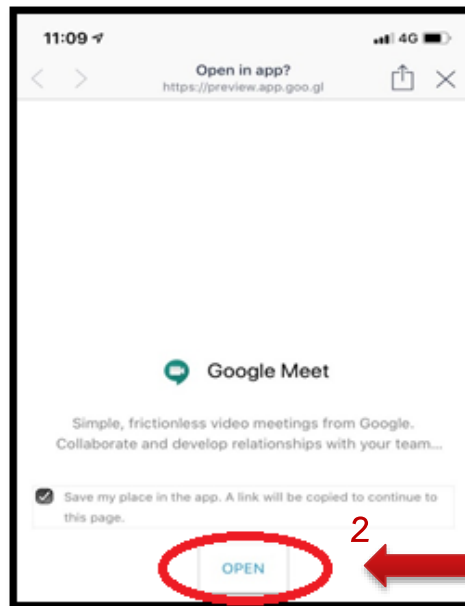 11:09 4G
Open in app?
https://preview.app.goo.gl
Google Meet
Simple, frictionless video meetings from Google.
Collaborate and develop relationships with your team...
Save my place in the app. A link will be copied to continue to
this page.
2
OPEN